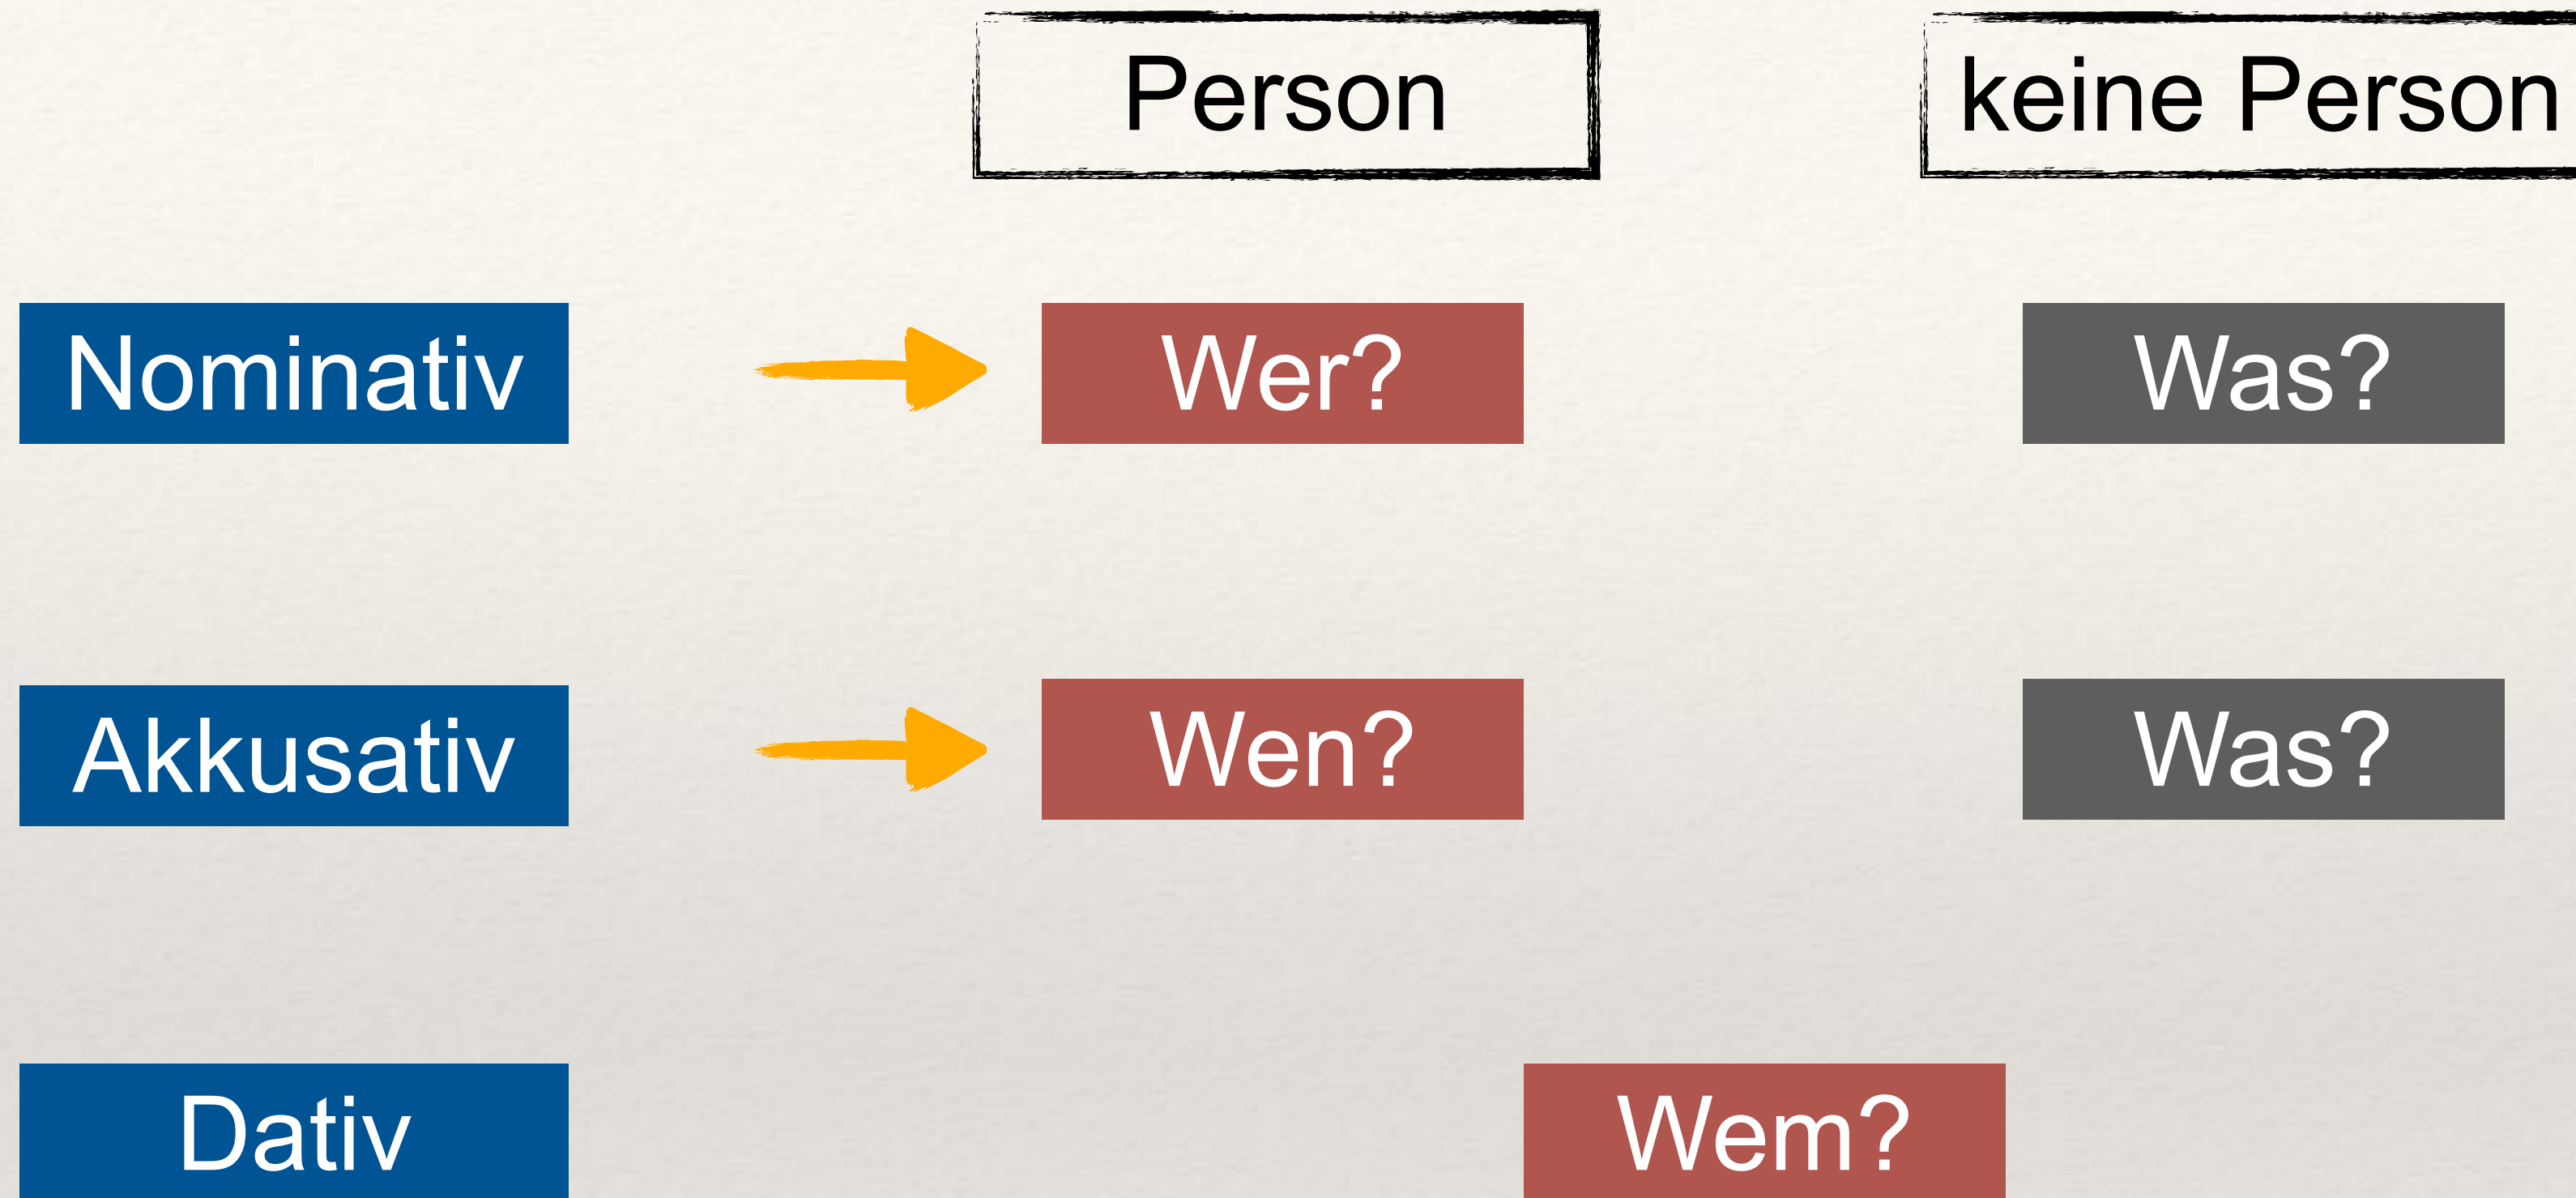 Person
keine Person
Nominativ
Wer?
Was?
Akkusativ
Wen?
Was?
Dativ
Wem?